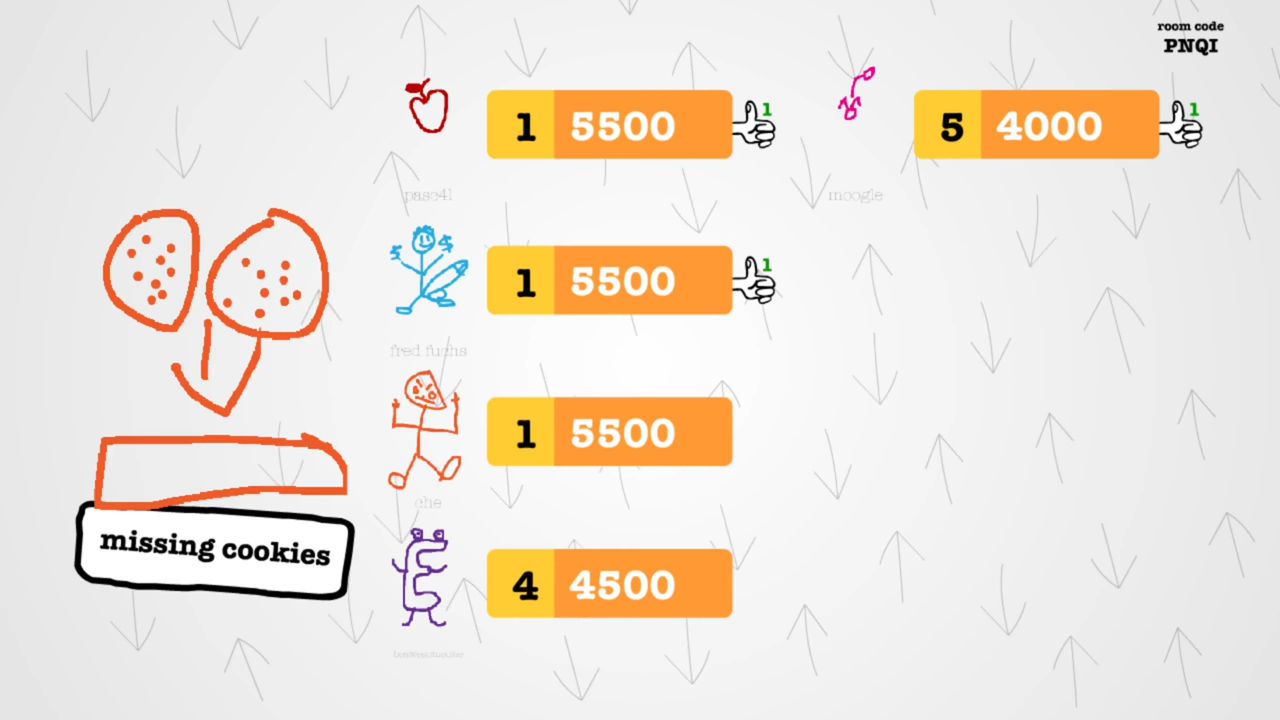 room code
PNQI
1 5500 1
pasc4l
5 4000 1
moogle
1 5500 1
fred fuchs
1 5500
che
4 4500
missing cookies